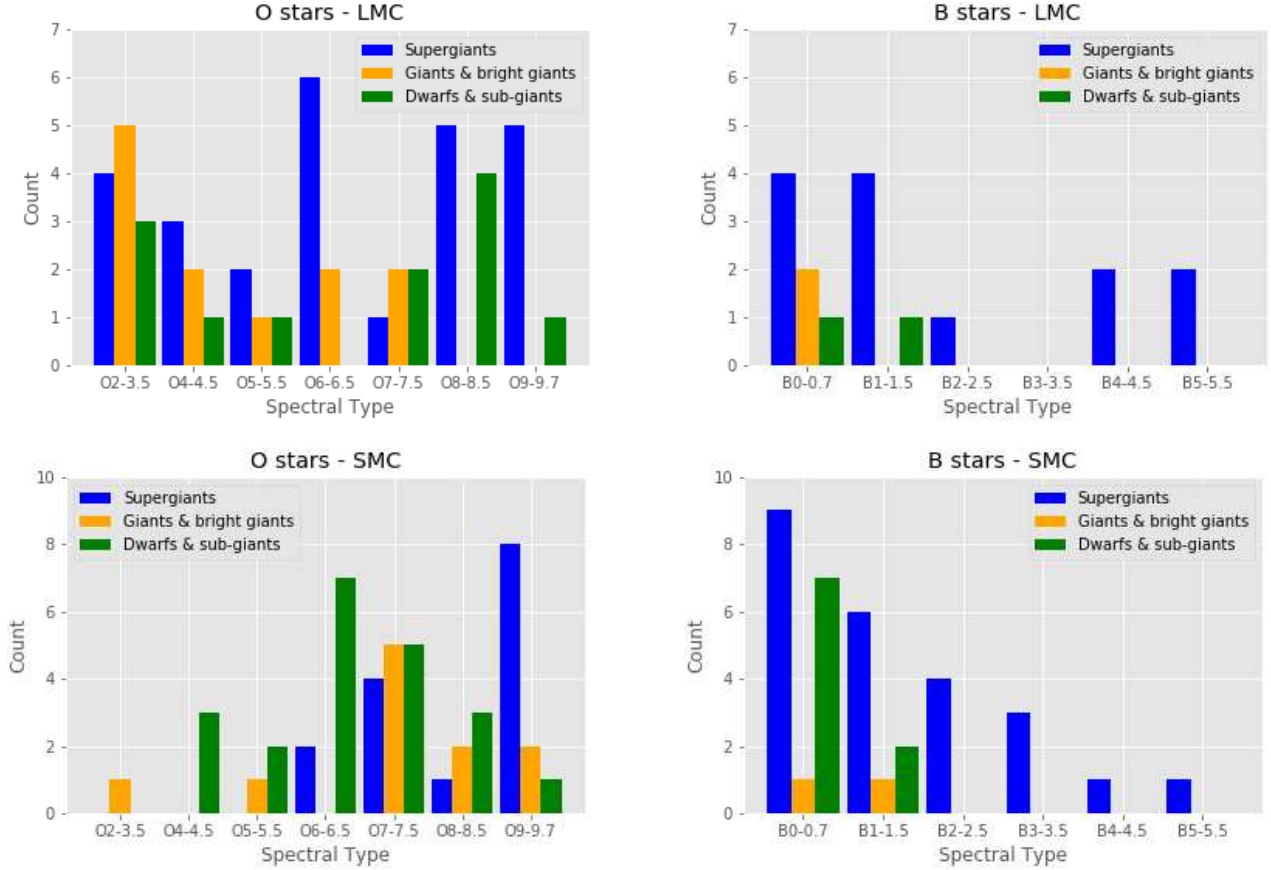 O stars - LMC
7
6
5
4
3
2
1
0
Count
Supergiants
Giants & bright giants
Dwarfs & sub-giants
O2-3.5 O4-4.5 O5-5.5 O6-6.5 O7-7.5 O8-8.5 O9-9.7
Spectral Type
B stars - LMC
7
6
5
4
3
2
1
0
Count
Supergiants
Giants & bright giants
Dwarfs & sub-giants
B0-0.7 B1-1.5 B2-2.5 B3-3.5 B4-4.5 B5-5.5
Spectral Type
O stars - SMC
10
8
6
4
2
0
Count
Supergiants
Giants & bright giants
Dwarfs & sub-giants
O2-3.5 O4-4.5 O5-5.5 O6-6.5 O7-7.5 O8-8.5 O9-9.7
Spectral Type
B stars - SMC
10
8
6
4
2
0
Count
Supergiants
Giants & bright giants
Dwarfs & sub-giants
B0-0.7 B1-1.5 B2-2.5 B3-3.5 B4-4.5 B5-5.5
Spectral Type